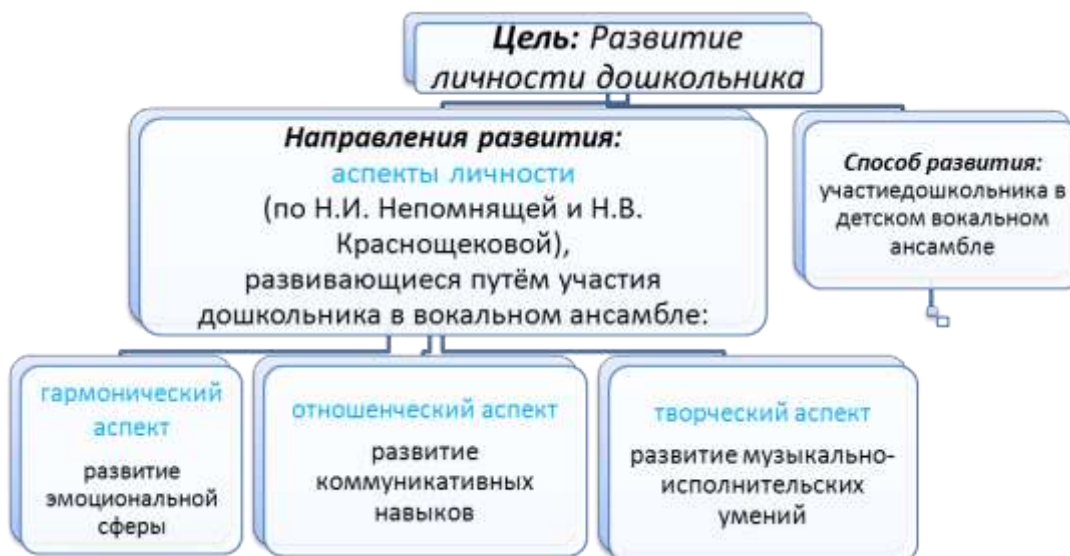 Цель: Развитие
личности дошкольника
Направления развития:
аспекты личности
(по Н.И. Непомнящей и Н.В.
Краснощековой),
развивающиеся путём участия
дошкольника в вокальном ансамбле:
Способ развития:
участиедошкольника в
детском вокальном
ансамбле
гармонический
аспект
развитие
эмоциональной
сферы
отношенческий аспект
развитие
коммуникативных
навыков
творческий аспект
развитие музыкально-
исполнительских
умений